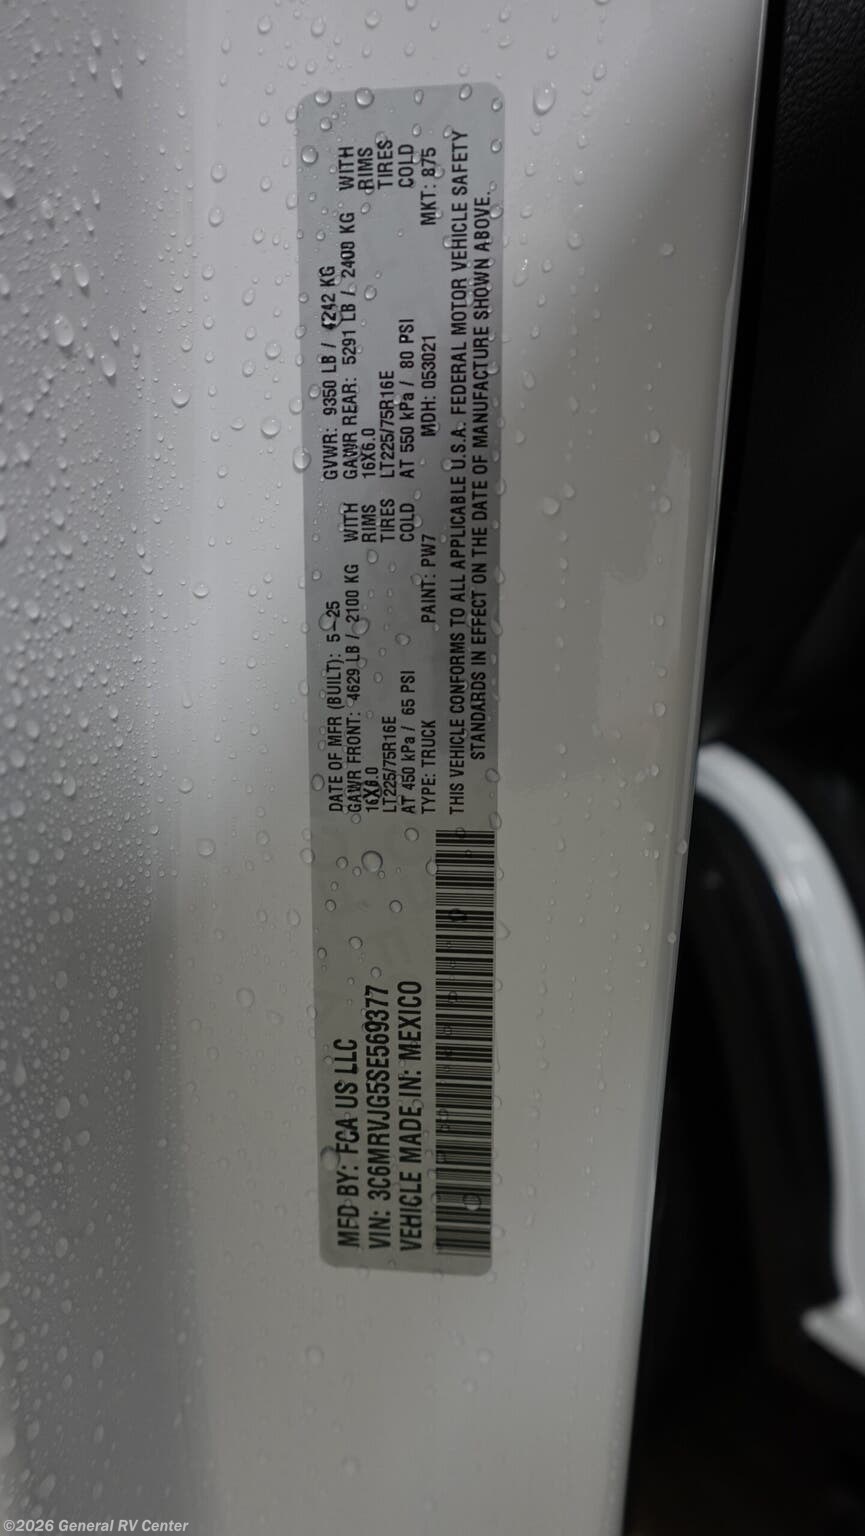 MFD BY: FCA US LLC
VIN: 3C6MRVJG5SE569377
VEHICLE MADE IN: MEXICO
DATE OF MFR (BUILT): 5-25 GVWR: 9350 LB / 4242 KG
GAWR FRONT: 4629 LB / 2100 KG WITH GAWR REAR: 5291 LB / 2400 KG WITH
16X6.0 RIMS 16X6.0 RIMS
LT225/75R16E TIRES LT225/75R16E TIRES
AT 450 kPa / 65 PSI COLD AT 550 kPa / 80 PSI COLD
TYPE: TRUCK PAINT: PW7 MDH: 053021 MKT: 875
THIS VEHICLE CONFORMS TO ALL APPLICABLE U.S.A. FEDERAL MOTOR VEHICLE SAFETY
STANDARDS IN EFFECT ON THE DATE OF MANUFACTURE SHOWN ABOVE.
©2026 General RV Center